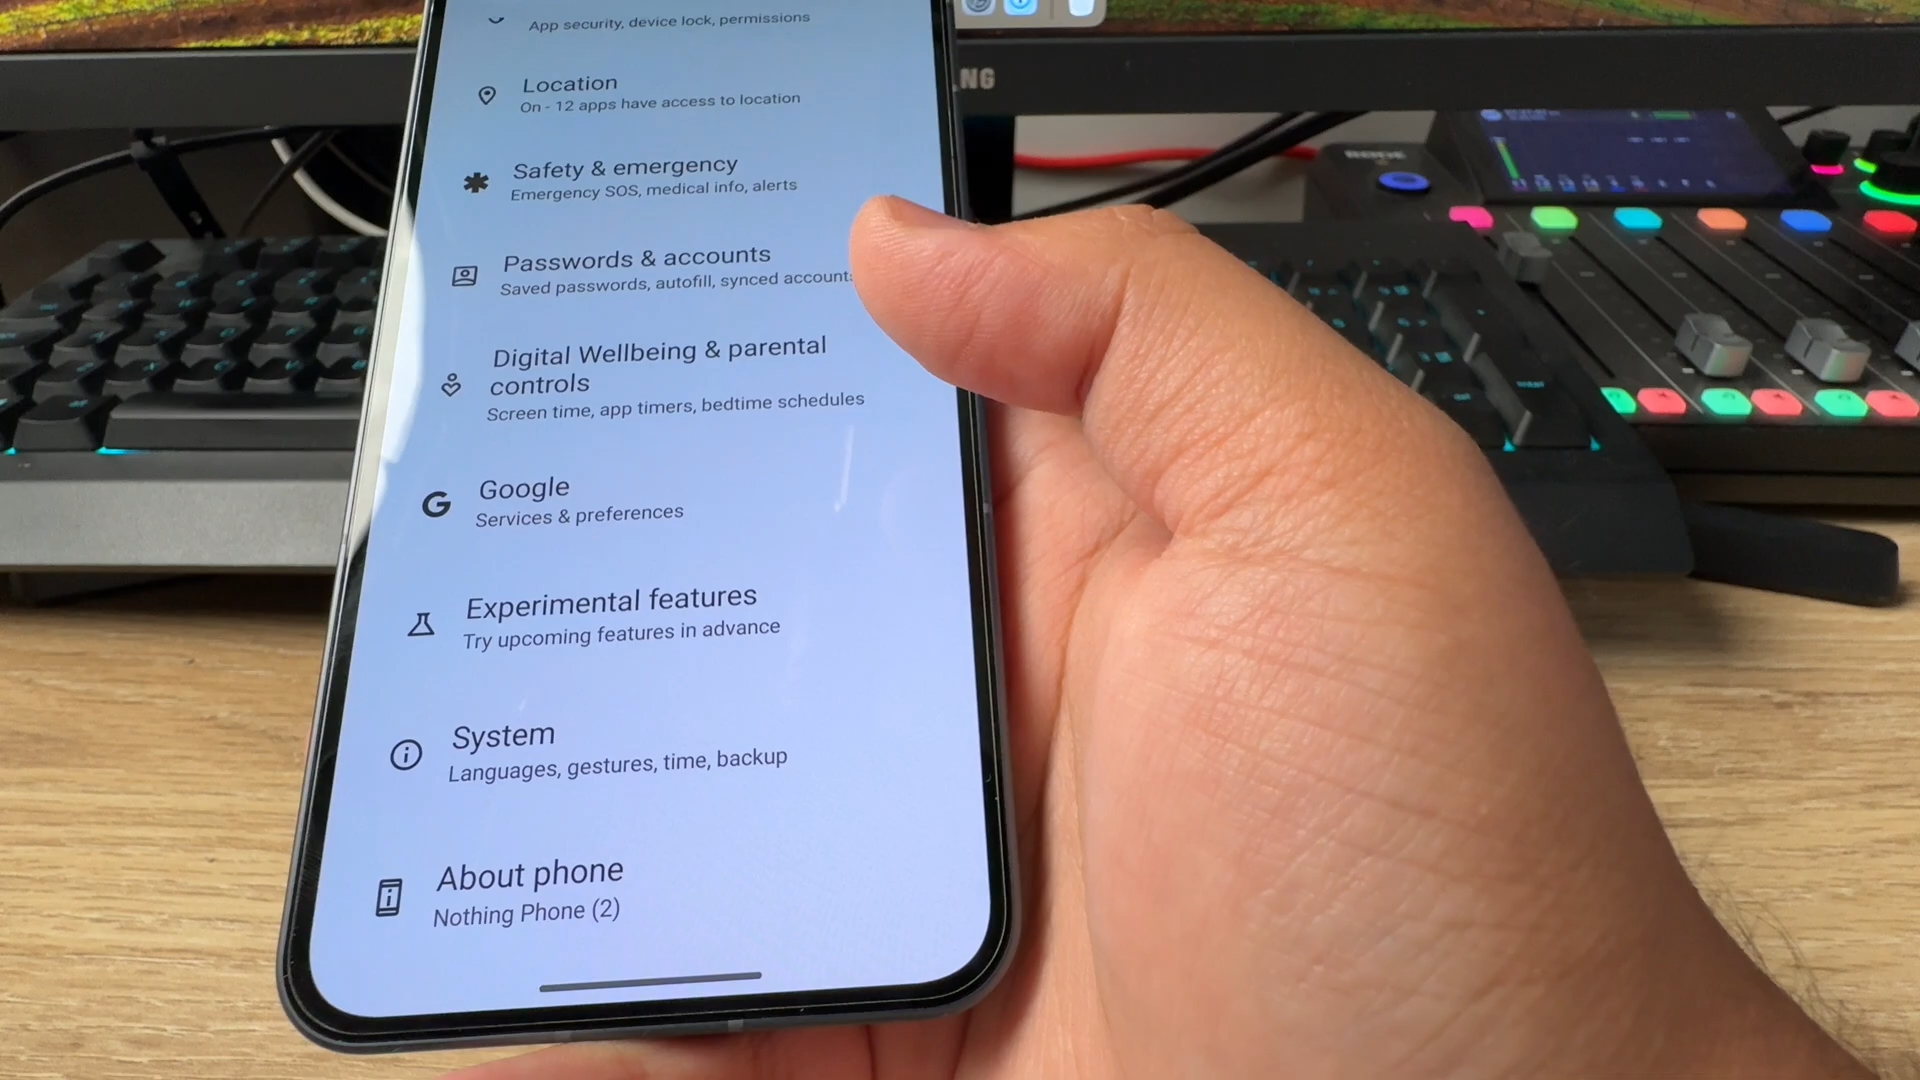 App security, device lock, permissions
Location
On - 12 apps have access to location
Safety & emergency
Emergency SOS, medical info, alerts
Passwords & accounts
Saved passwords, autofill, synced accounts
Digital Wellbeing & parental
controls
Screen time, app timers, bedtime schedules
Google
Services & preferences
Experimental features
Try upcoming features in advance
System
Languages, gestures, time, backup
About phone
Nothing Phone (2)
NG
RØDE